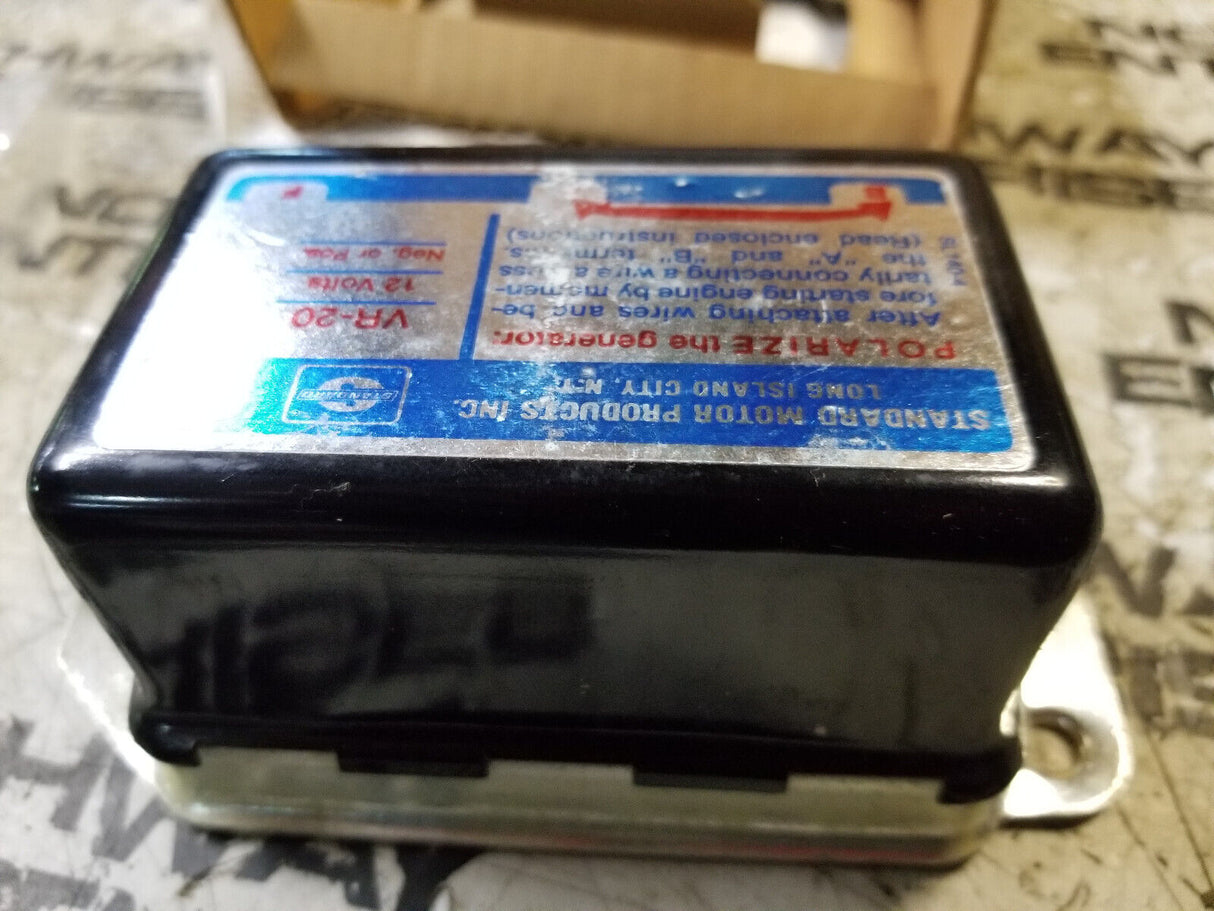 STANDARD MOTOR PRODUCTS INC.
LONG ISLAND CITY, N.Y.
STANDARD
POLARIZE the generator.
After attaching wires and be-
fore starting engine by momen-
tarily connecting a wire across
the "A" and "B"
(Read enclosed instructions)
VR-20
12 Volts
Neg. or Pos.
B
F